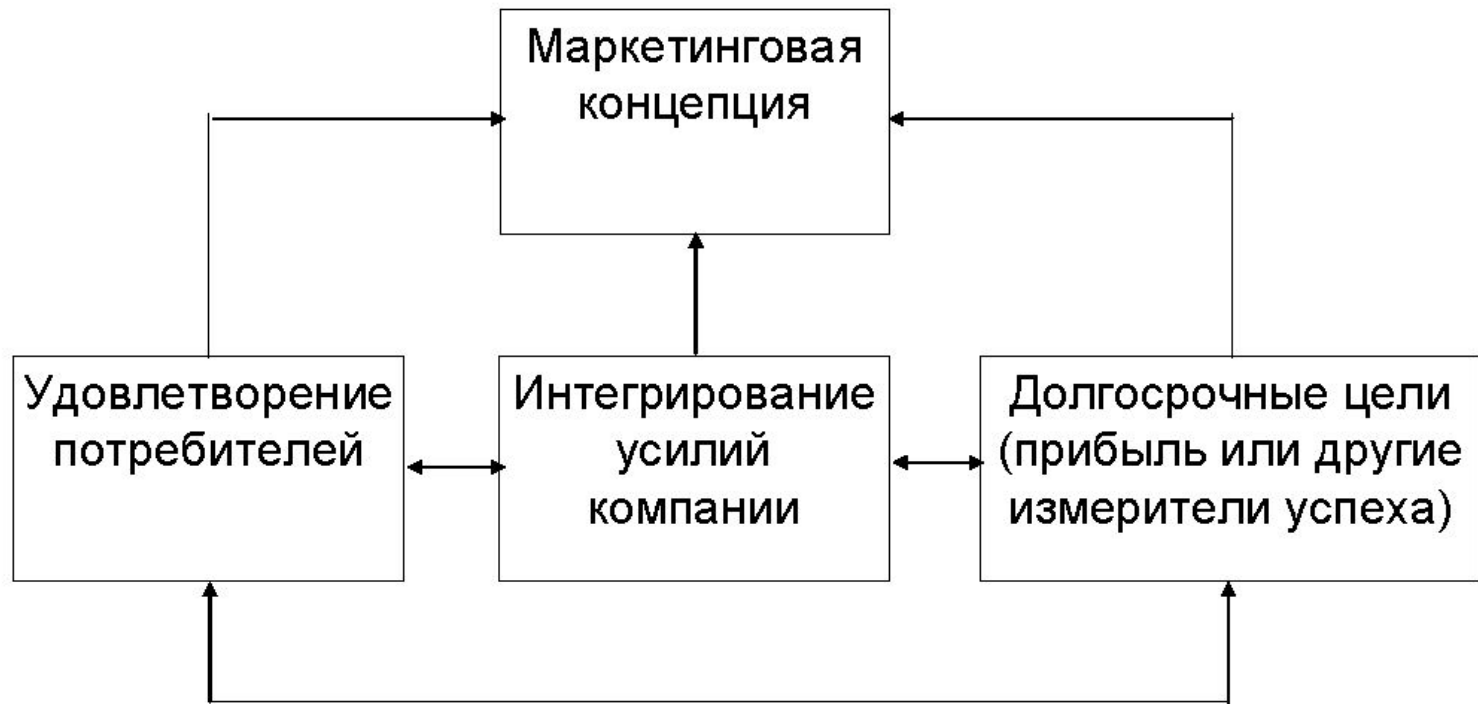 Маркетинговая
концепция
Удовлетворение
потребителей
Интегрирование
усилий
компании
Долгосрочные цели
(прибыль или другие
измерители успеха)